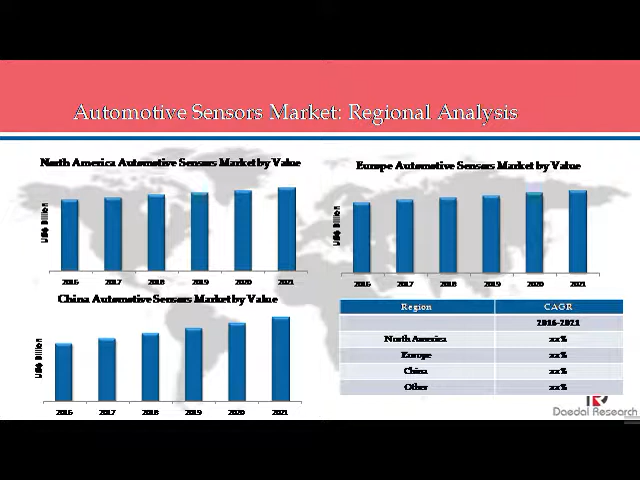 Automotive Sensors Market: Regional Analysis
North America Automotive Sensors Market by Value
US$ Billion
2016 2017 2018 2019 2020 2021
Europe Automotive Sensors Market by Value
US$ Billion
2016 2017 2018 2019 2020 2021
China Automotive Sensors Market by Value
US$ Billion
2016 2017 2018 2019 2020 2021
Region CAGR
2016-2021
North America xx%
Europe xx%
China xx%
Other xx%
Daedal Research